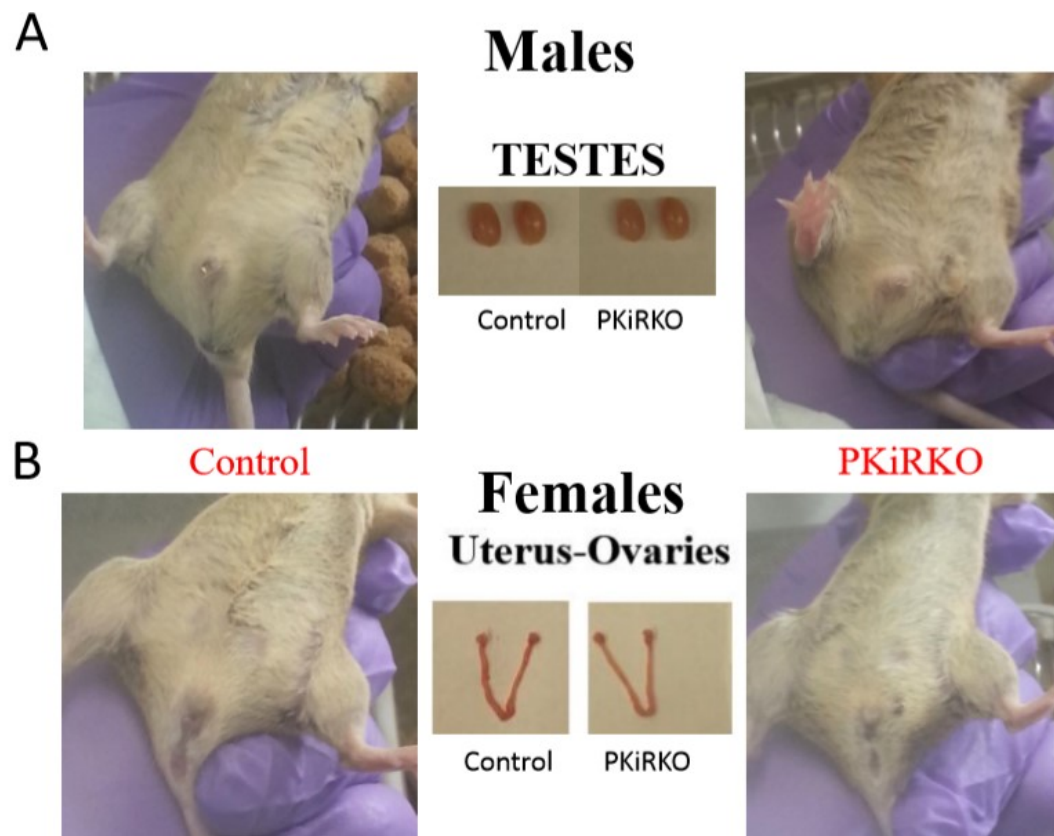 A
Males
TESTES
Control PKiRKO
Control PKiRKO
B
Females
Uterus-Ovaries
Control PKiRKO